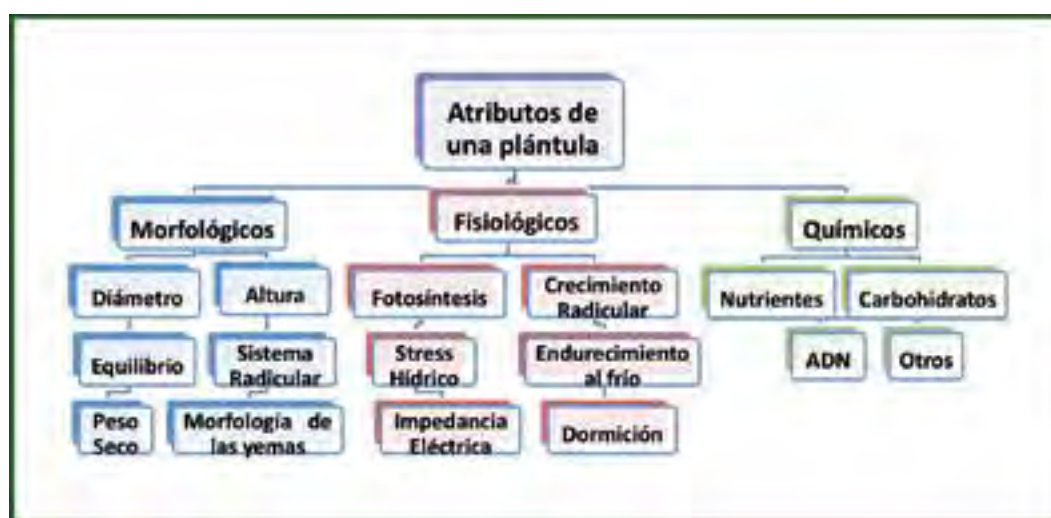 Atributos de
una plántula
Morfológicos
Fisiológicos
Químicos
Diámetro
Altura
Fotosíntesis
Crecimiento
Radicular
Nutrientes
Carbohidratos
Equilibrio
Sistema
Radicular
Stress
Hídrico
Endurecimiento
al frío
ADN
Otros
Peso
Seco
Morfología de
las yemas
Impedancia
Eléctrica
Dormición